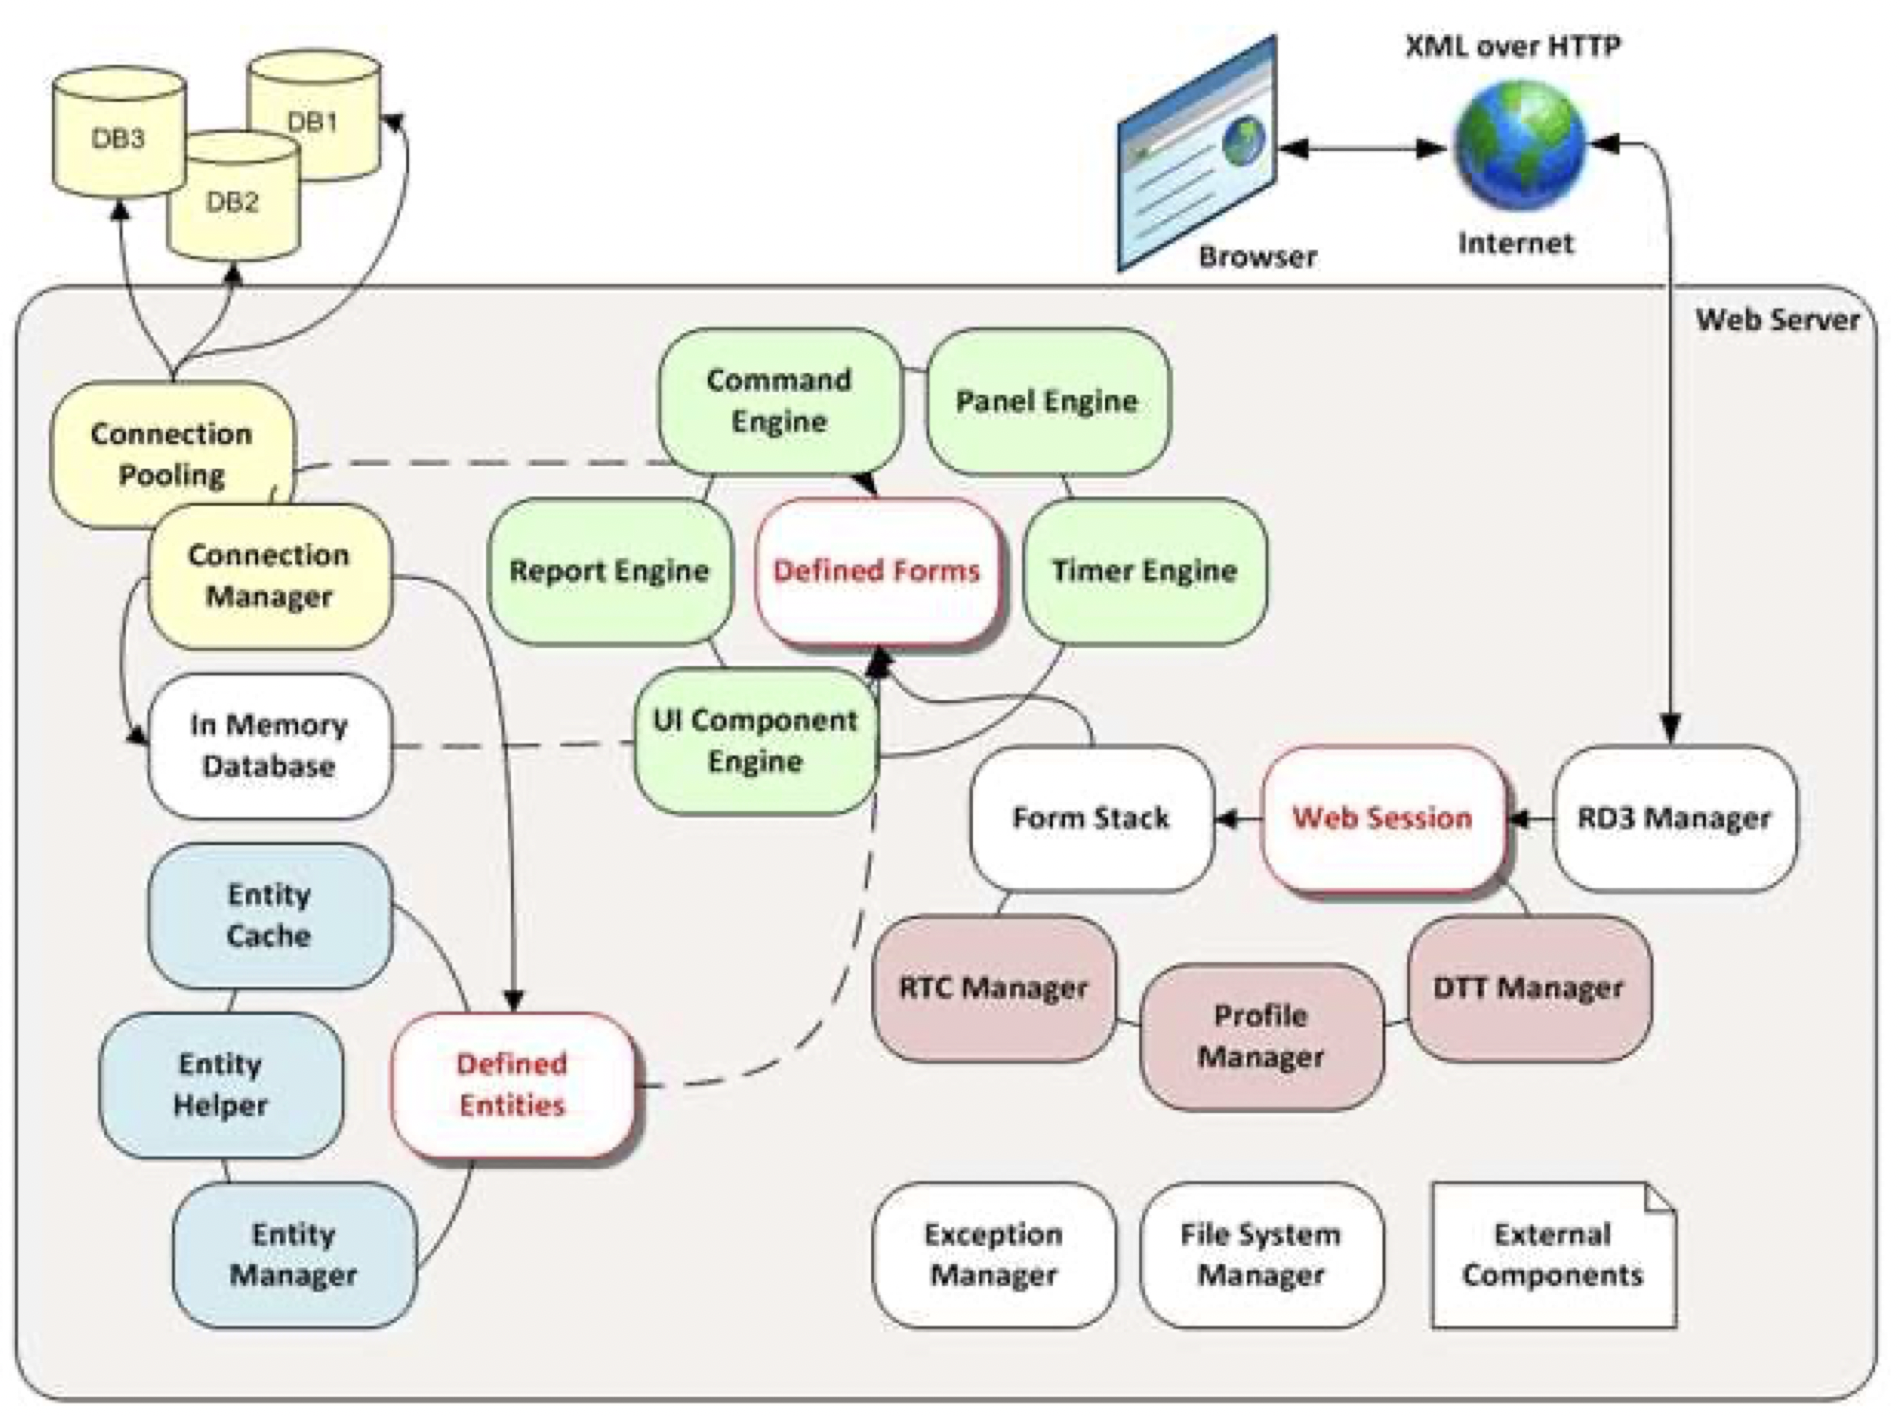 XML over HTTP
DB3
DB1
DB2
Browser
Internet
Web Server
Command
Engine
Panel Engine
Connection
Pooling
Connection
Manager
Report Engine
Defined Forms
Timer Engine
In Memory
Database
UI Component
Engine
Form Stack
Web Session
RD3 Manager
Entity
Cache
RTC Manager
Profile
Manager
DTT Manager
Entity
Helper
Defined
Entities
Entity
Manager
Exception
Manager
File System
Manager
External
Components